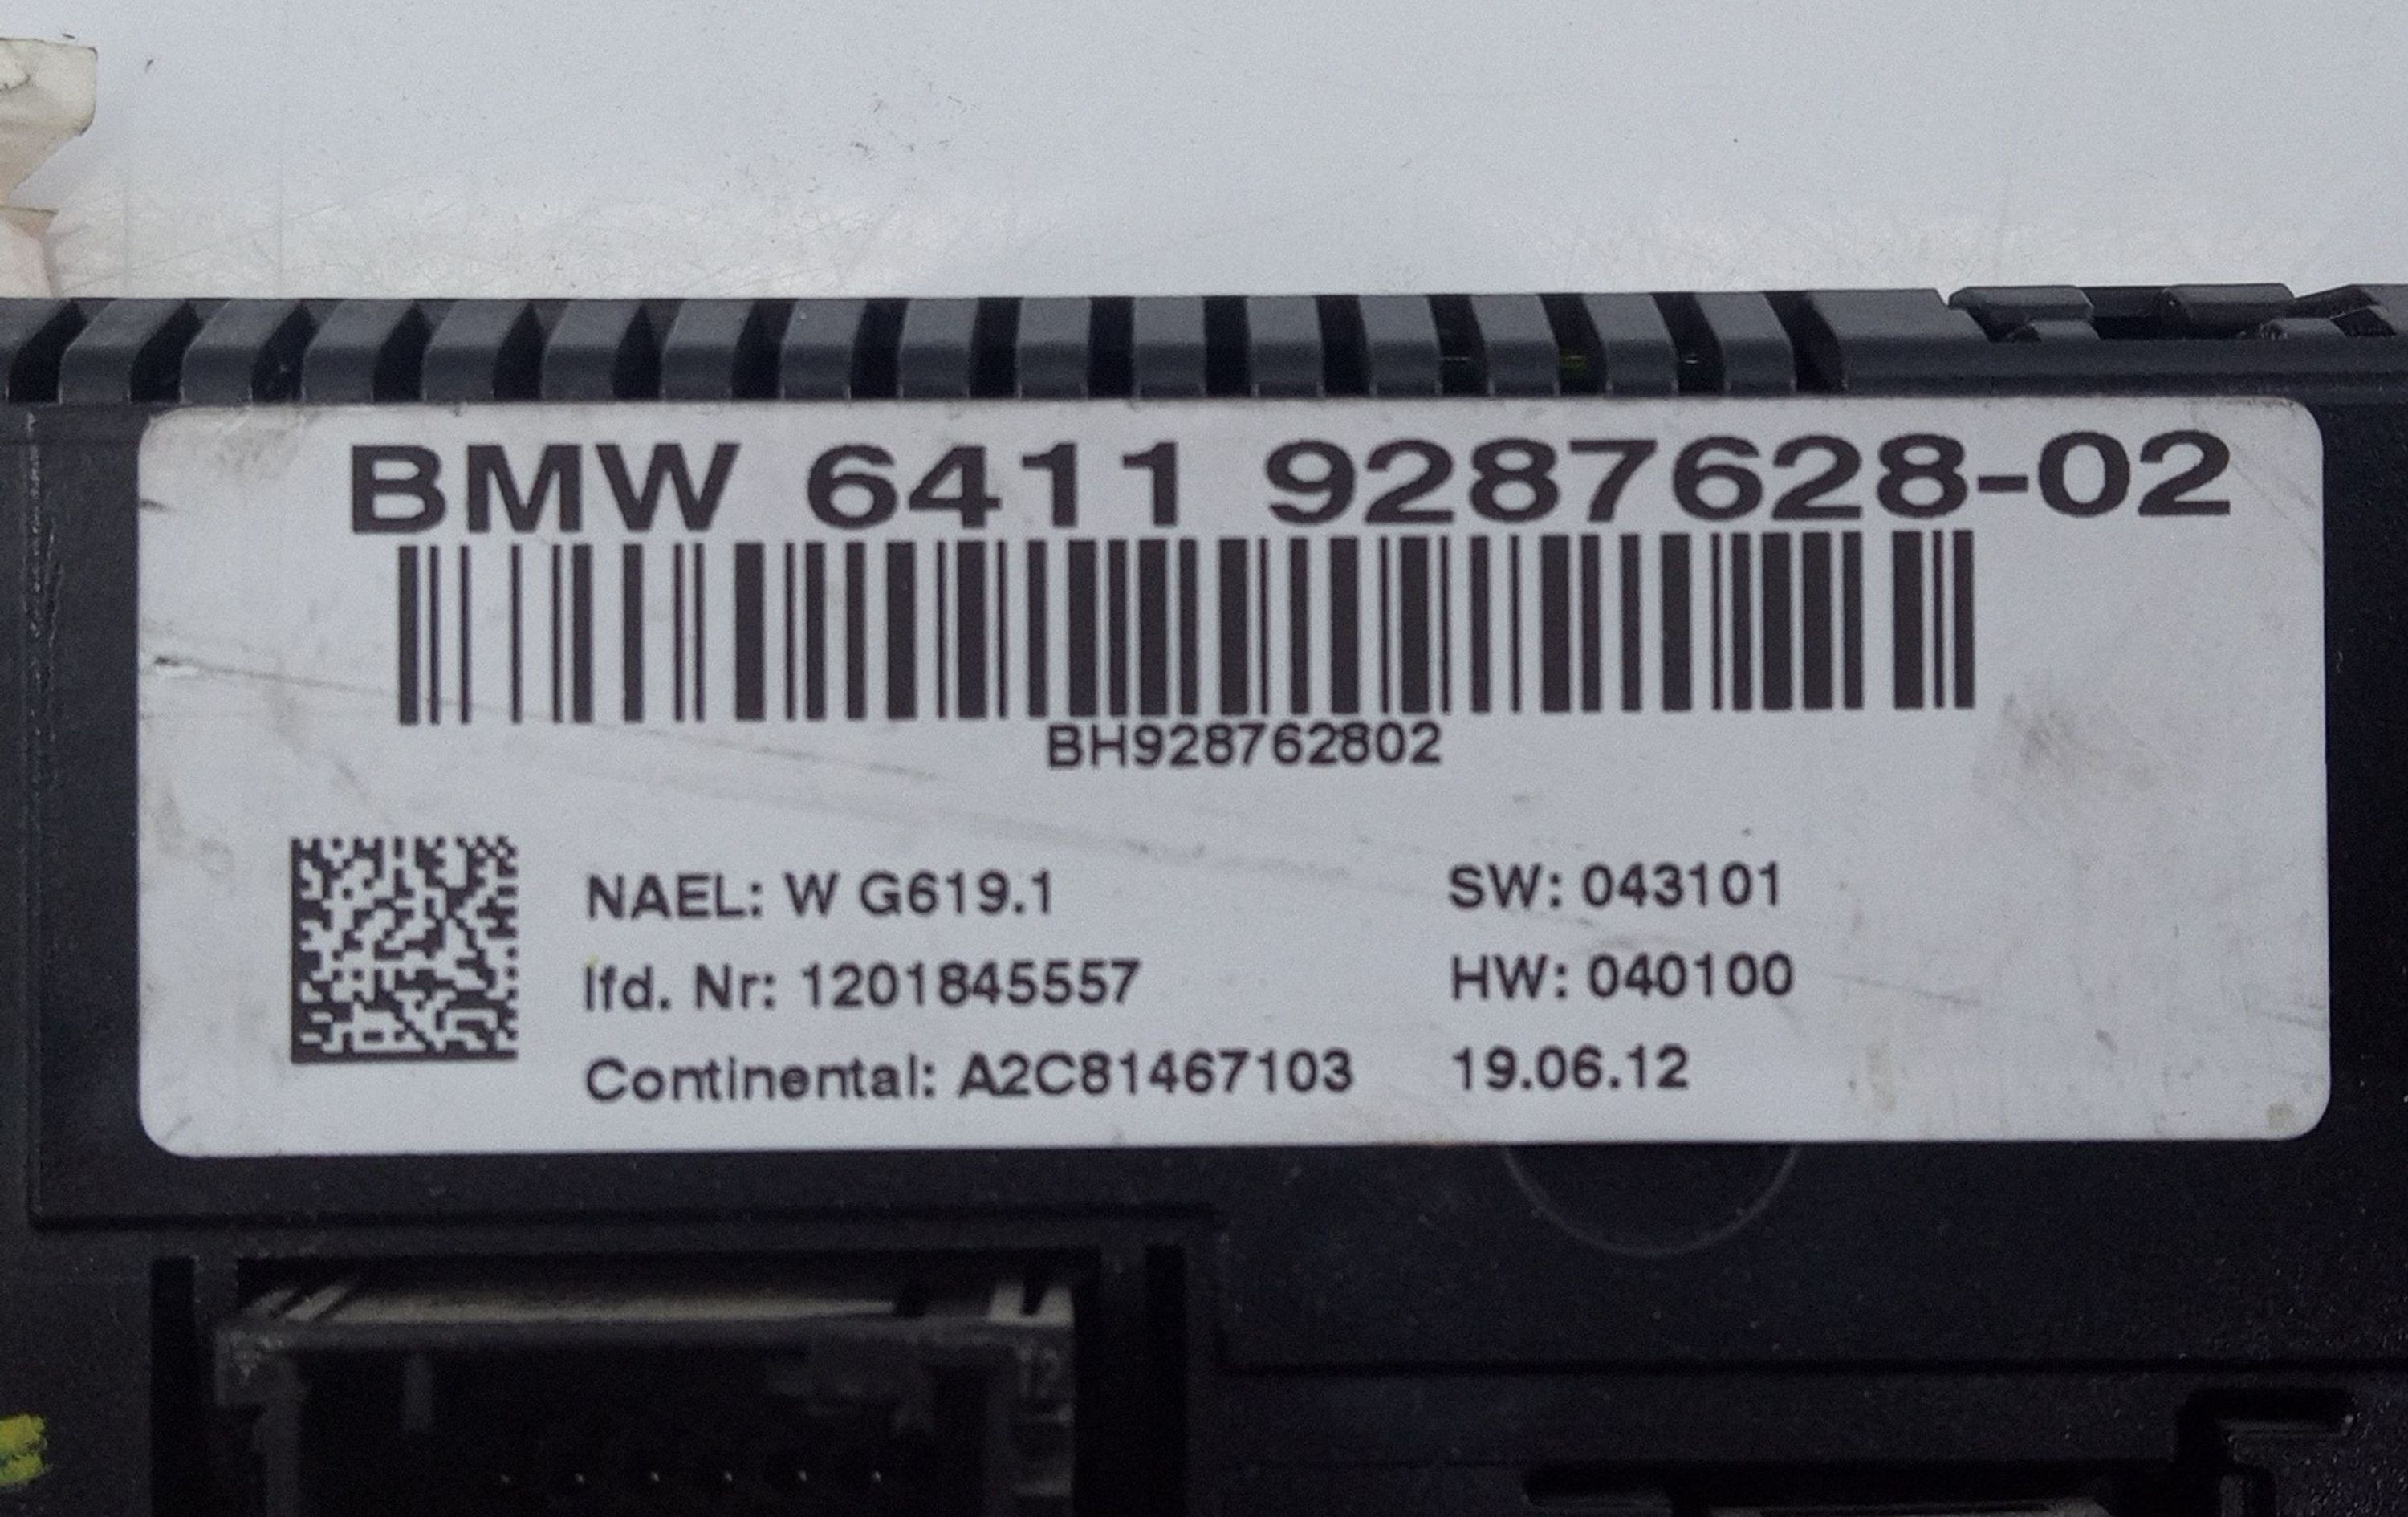 BMW 6411 9287628-02
BH928762802
NAEL: W G619.1
SW: 043101
lfd. Nr: 1201845557
HW: 040100
Continental: A2C81467103
19.06.12
12